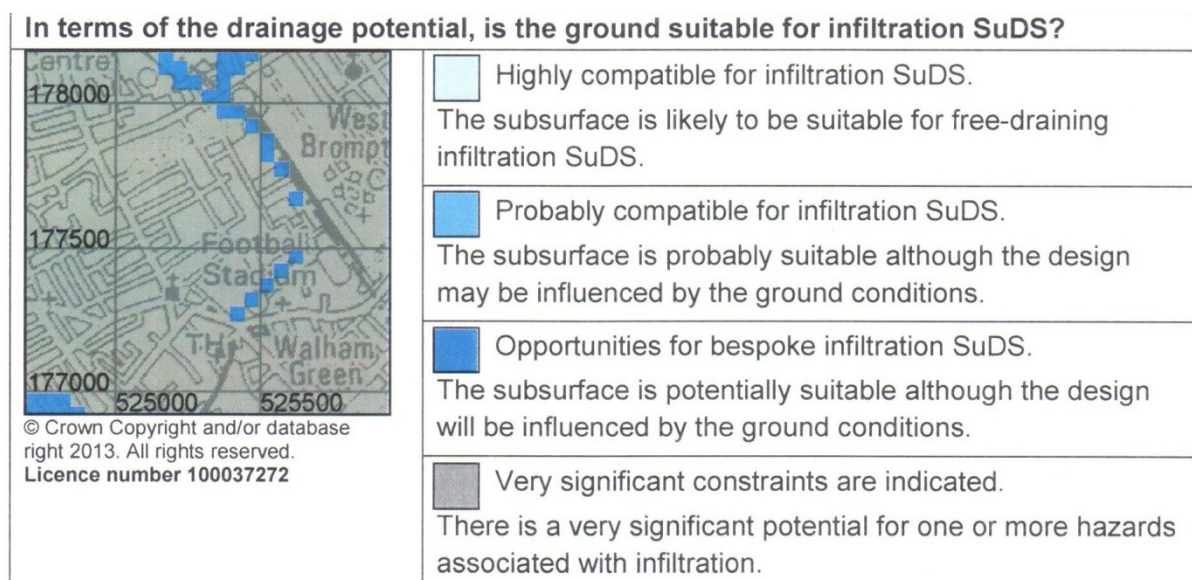 In terms of the drainage potential, is the ground suitable for infiltration SuDS?
Centre
178000
West
Brompt
177500
Football
Stadium
TH
Walham
Green
177000
525000 525500
© Crown Copyright and/or database
right 2013. All rights reserved.
Licence number 100037272
Highly compatible for infiltration SuDS.
The subsurface is likely to be suitable for free-draining
infiltration SuDS.
Probably compatible for infiltration SuDS.
The subsurface is probably suitable although the design
may be influenced by the ground conditions.
Opportunities for bespoke infiltration SuDS.
The subsurface is potentially suitable although the design
will be influenced by the ground conditions.
Very significant constraints are indicated.
There is a very significant potential for one or more hazards
associated with infiltration.